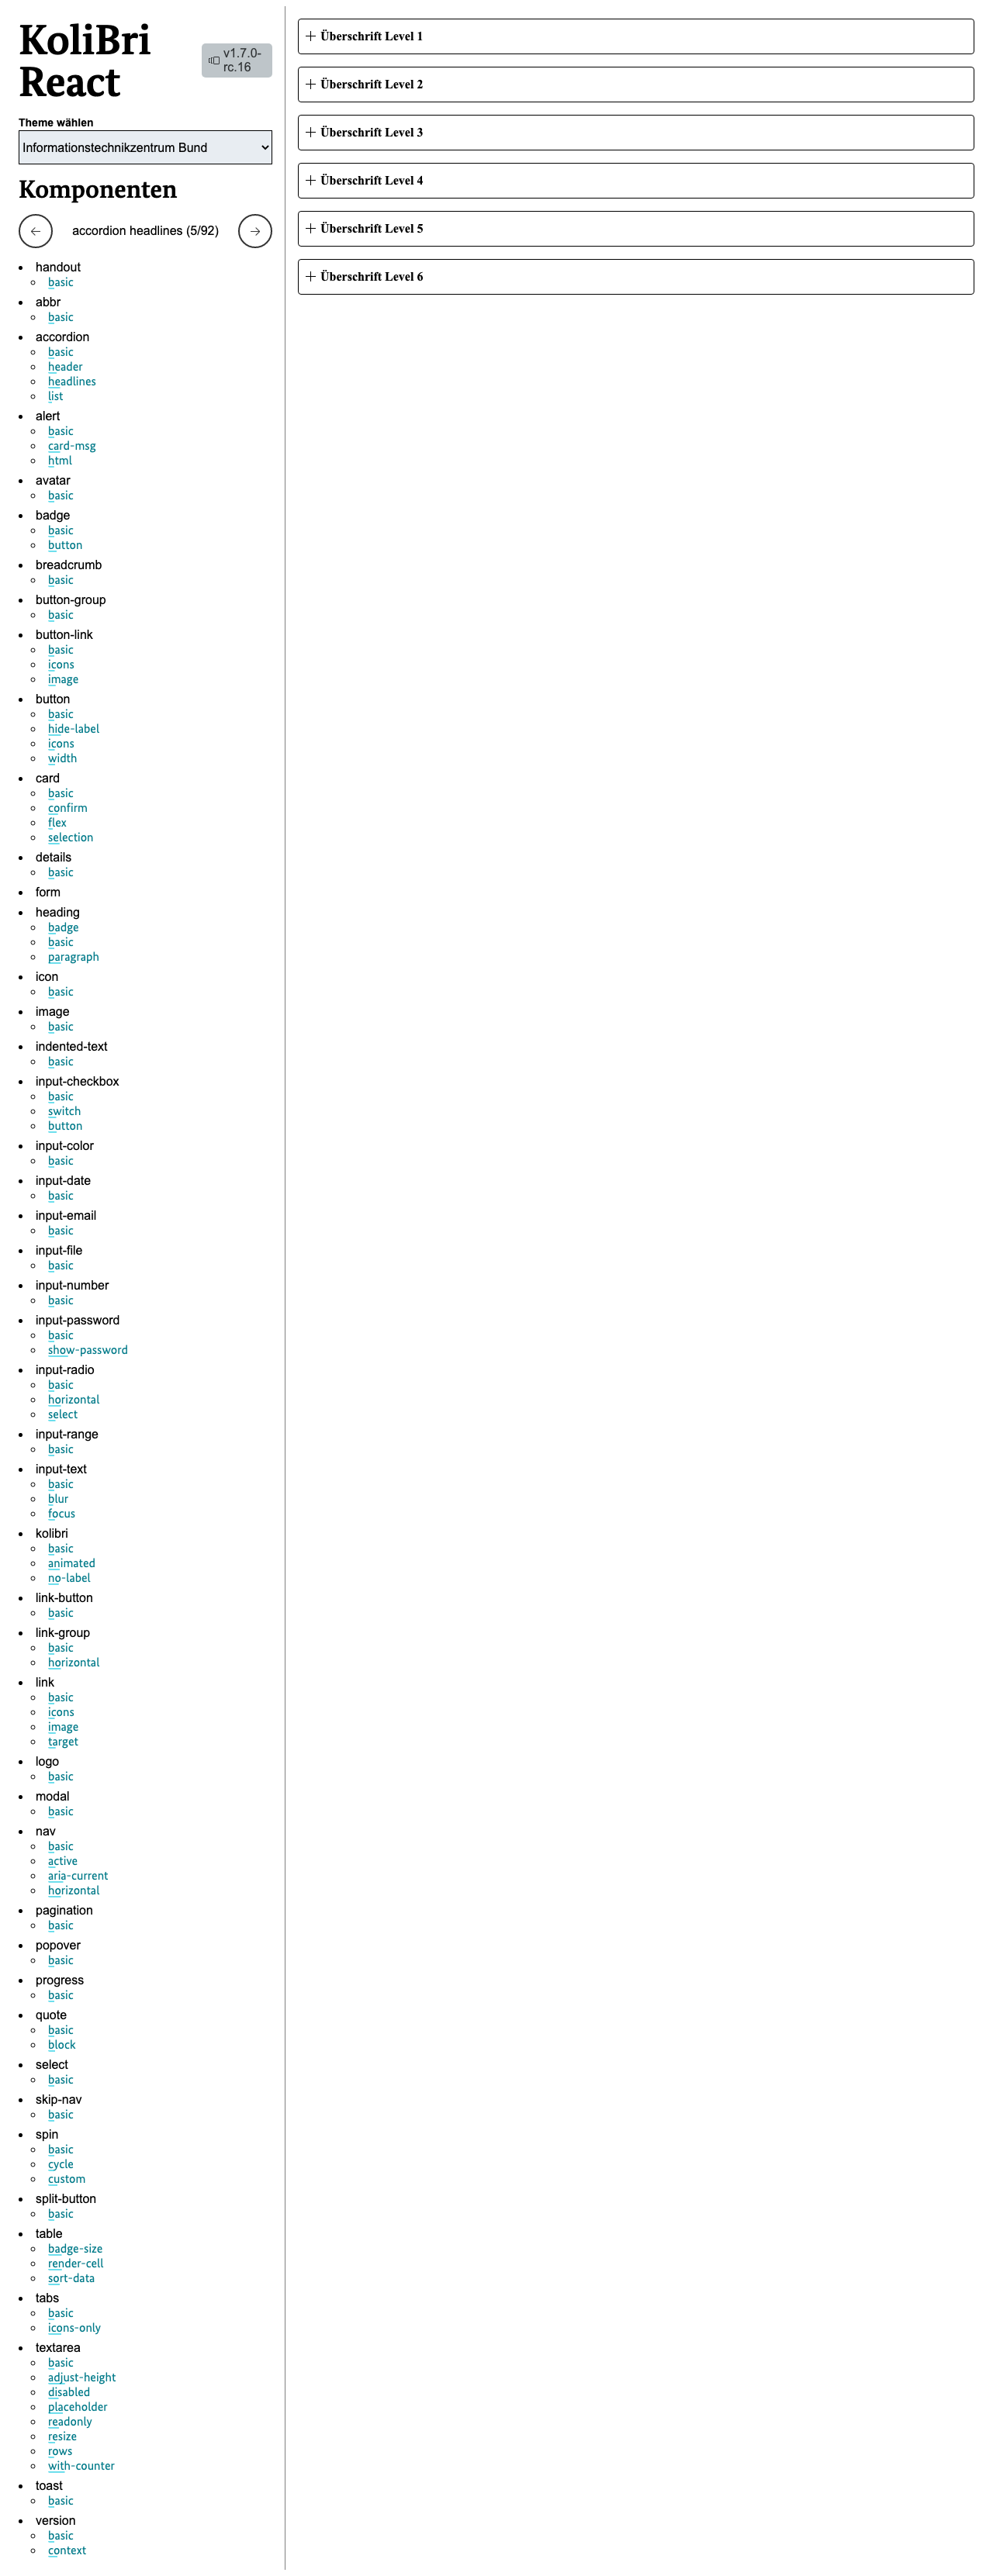 KoliBri
React
v1.7.0-
rc.16
Theme wählen
Informationstechnikzentrum Bund
Komponenten
accordion headlines (5/92)
handout
basic
abbr
basic
accordion
basic
header
headlines
list
alert
basic
card-msg
html
avatar
basic
badge
basic
button
breadcrumb
basic
button-group
basic
button-link
basic
icons
image
button
basic
hide-label
icons
width
card
basic
confirm
flex
selection
details
basic
form
heading
badge
basic
paragraph
icon
basic
image
basic
indented-text
basic
input-checkbox
basic
switch
button
input-color
basic
input-date
basic
input-email
basic
input-file
basic
input-number
basic
input-password
basic
show-password
input-radio
basic
horizontal
select
input-range
basic
input-text
basic
blur
focus
kolibri
basic
animated
no-label
link-button
basic
link-group
basic
horizontal
link
basic
icons
image
target
logo
basic
modal
basic
nav
basic
active
aria-current
horizontal
pagination
basic
popover
basic
progress
basic
quote
basic
block
select
basic
skip-nav
basic
spin
basic
cycle
custom
split-button
basic
table
badge-size
render-cell
sort-data
tabs
basic
icons-only
textarea
basic
adjust-height
disabled
placeholder
readonly
resize
rows
with-counter
toast
basic
version
basic
context
Überschrift Level 1
Überschrift Level 2
Überschrift Level 3
Überschrift Level 4
Überschrift Level 5
Überschrift Level 6